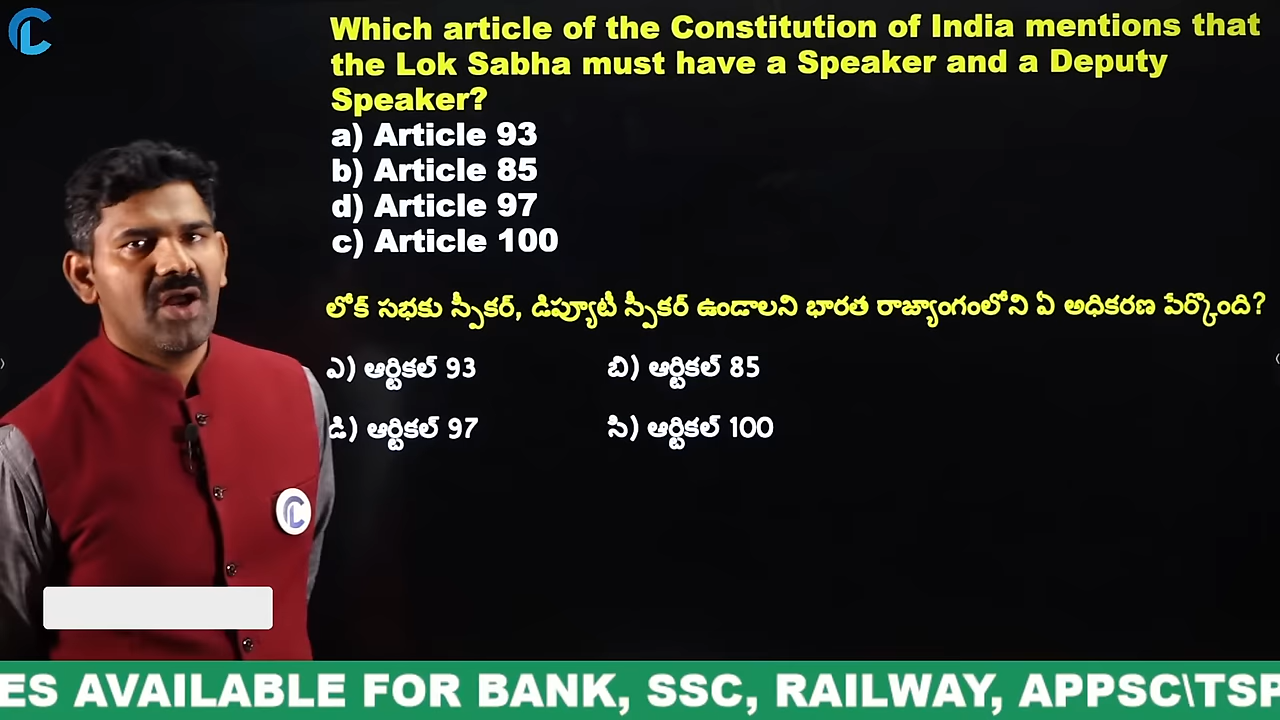 Which article of the Constitution of India mentions that
the Lok Sabha must have a Speaker and a Deputy
Speaker?
a) Article 93
b) Article 85
d) Article 97
c) Article 100
లోక్ సభకు స్పీకర్, డిప్యూటీ స్పీకర్ ఉండాలని భారత రాజ్యాంగంలోని ఏ అధికరణ పేర్కొంది?
ఎ) ఆర్టికల్ 93 బి) ఆర్టికల్ 85
డి) ఆర్టికల్ 97 సి) ఆర్టికల్ 100
ES AVAILABLE FOR BANK, SSC, RAILWAY, APPSC\TSP